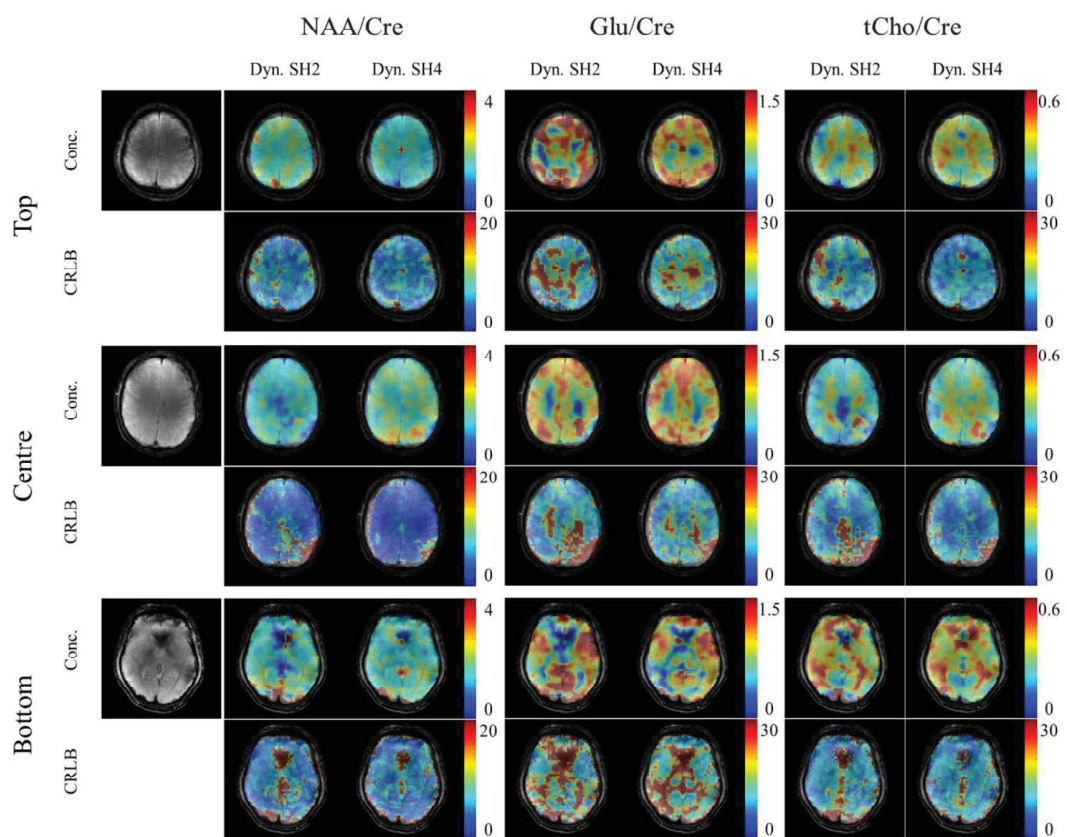 NAA/Cre Glu/Cre tCho/Cre
Dyn. SH2 Dyn. SH4 Dyn. SH2 Dyn. SH4 Dyn. SH2 Dyn. SH4
Top
Conc.
4 1.5 0.6
0 0 0
CRLB
20 30 30
0 0 0
Centre
Conc.
4 1.5 0.6
0 0 0
CRLB
20 30 30
0 0 0
Bottom
Conc.
4 1.5 0.6
0 0 0
CRLB
20 30 30
0 0 0